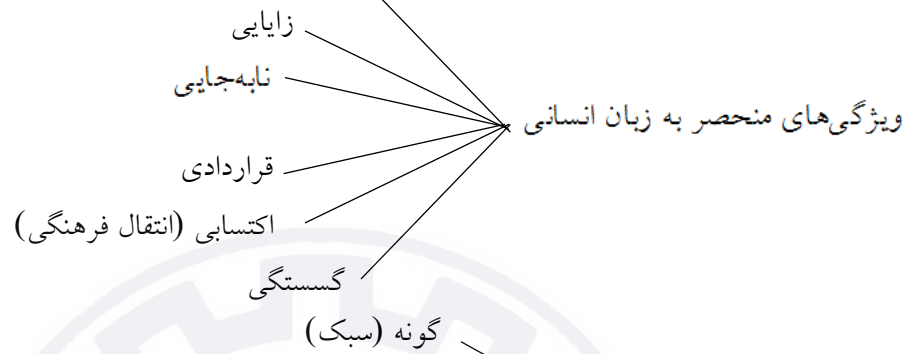 زایایی
نابه‌جایی
ویژگی‌های منحصر به زبان انسانی
قراردادی
اکتسابی (انتقال فرهنگی)
گسستگی
گونه (سبک)